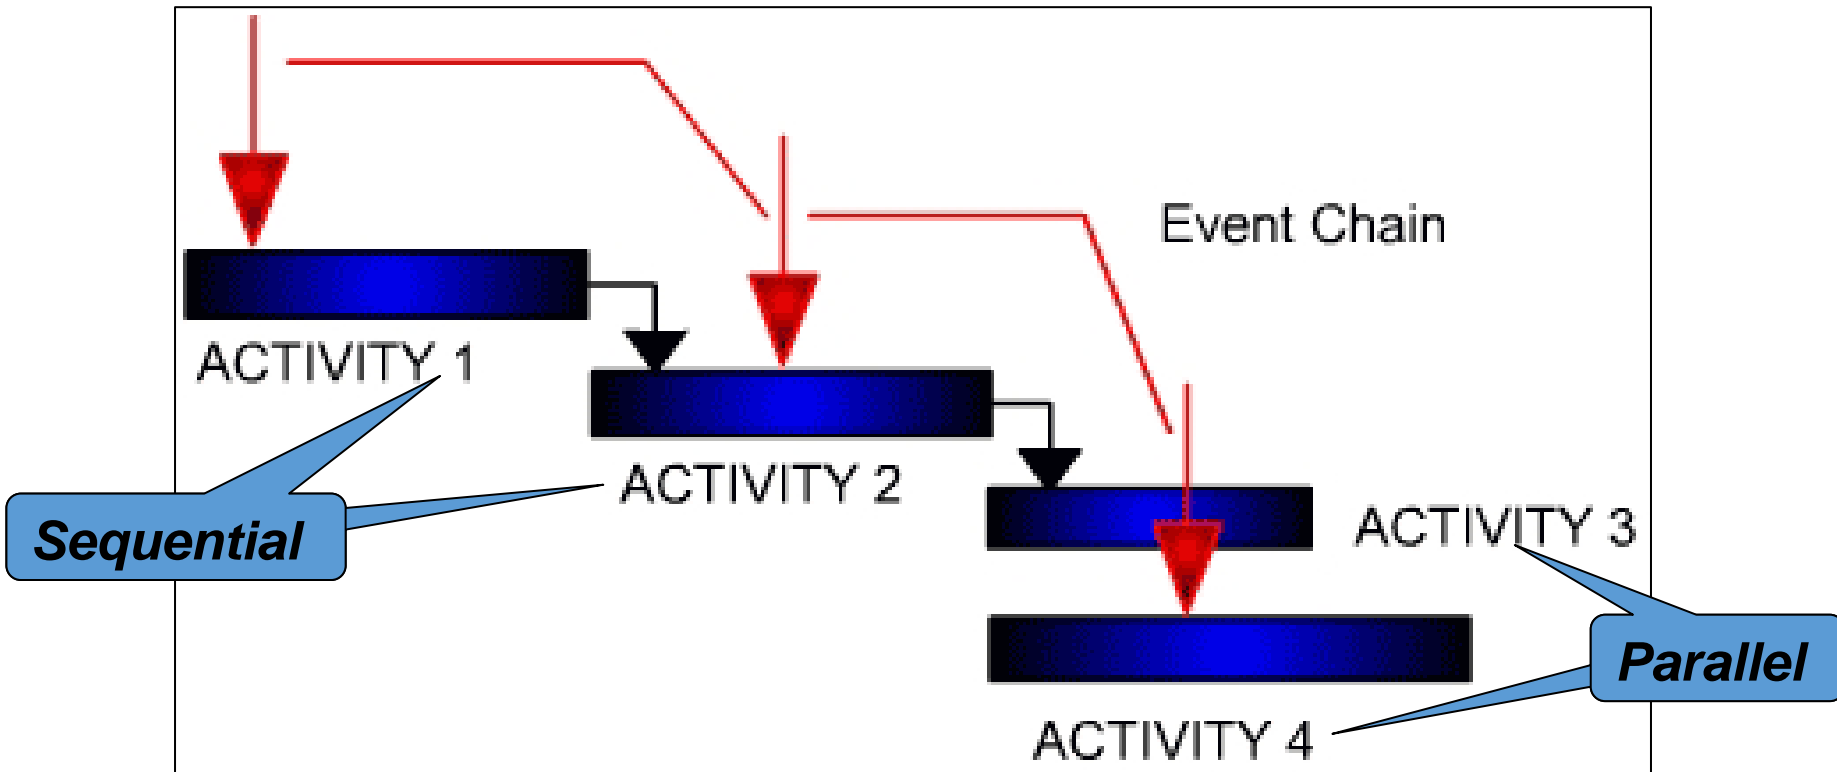 Event Chain
ACTIVITY 1
ACTIVITY 2
Sequential
ACTIVITY 3
Parallel
ACTIVITY 4